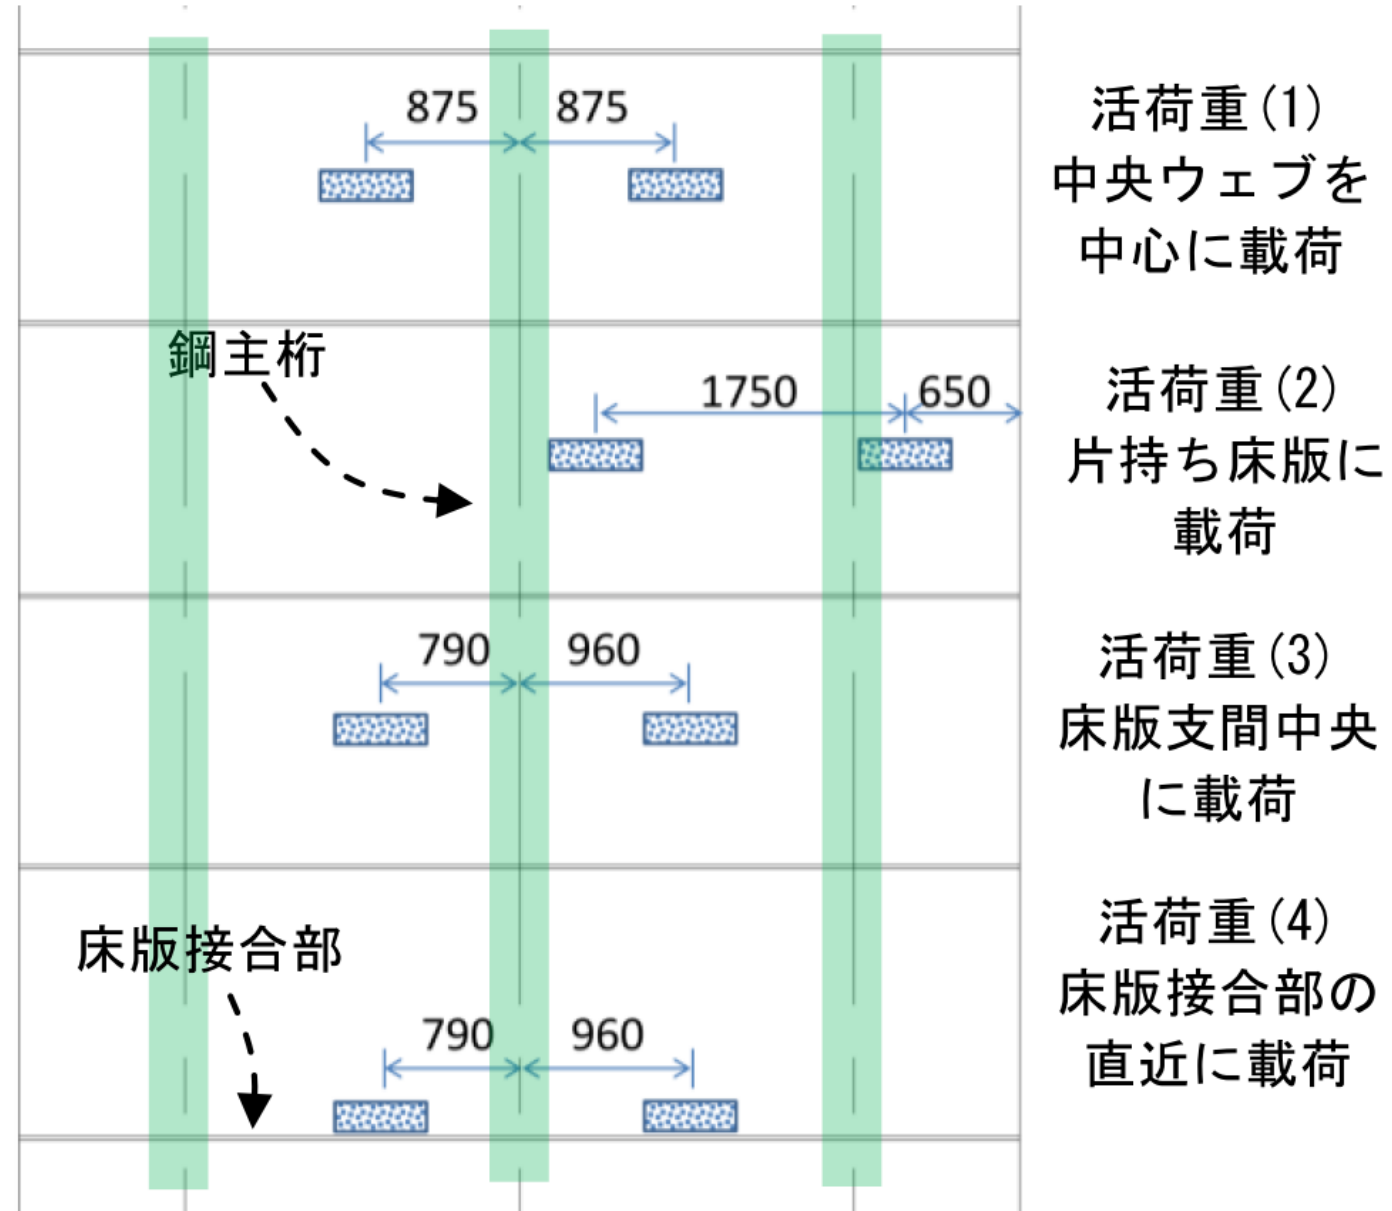 875 875
活荷重(1)
中央ウェブを
中心に載荷
鋼主桁
1750 650
活荷重(2)
片持ち床版に
載荷
790 960
活荷重(3)
床版支間中央
に載荷
床版接合部
790 960
活荷重(4)
床版接合部の
直近に載荷